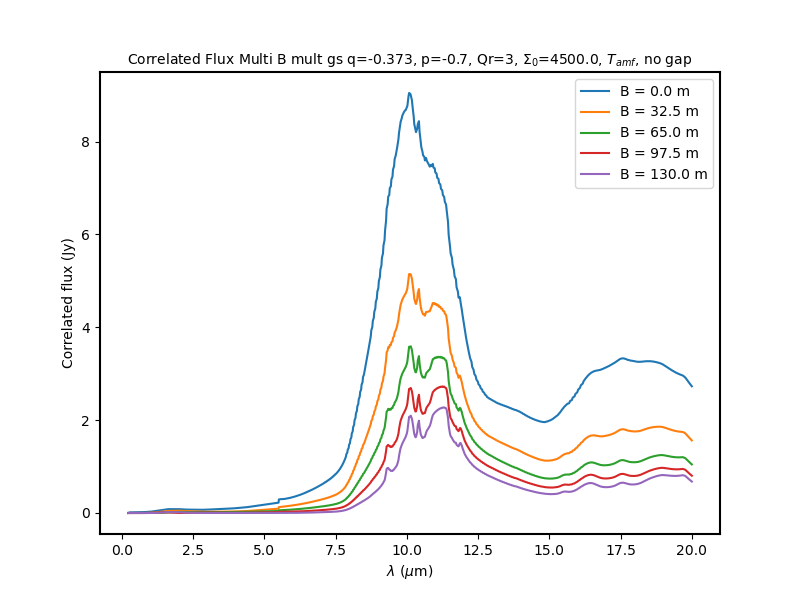 Correlated Flux Multi B mult gs q=-0.373, p=-0.7, Qr=3, Σ₀=4500.0, T_amf, no gap
B = 0.0 m
B = 32.5 m
B = 65.0 m
B = 97.5 m
B = 130.0 m
Correlated flux (Jy)
8
6
4
2
0
0.0 2.5 5.0 7.5 10.0 12.5 15.0 17.5 20.0
λ (μm)